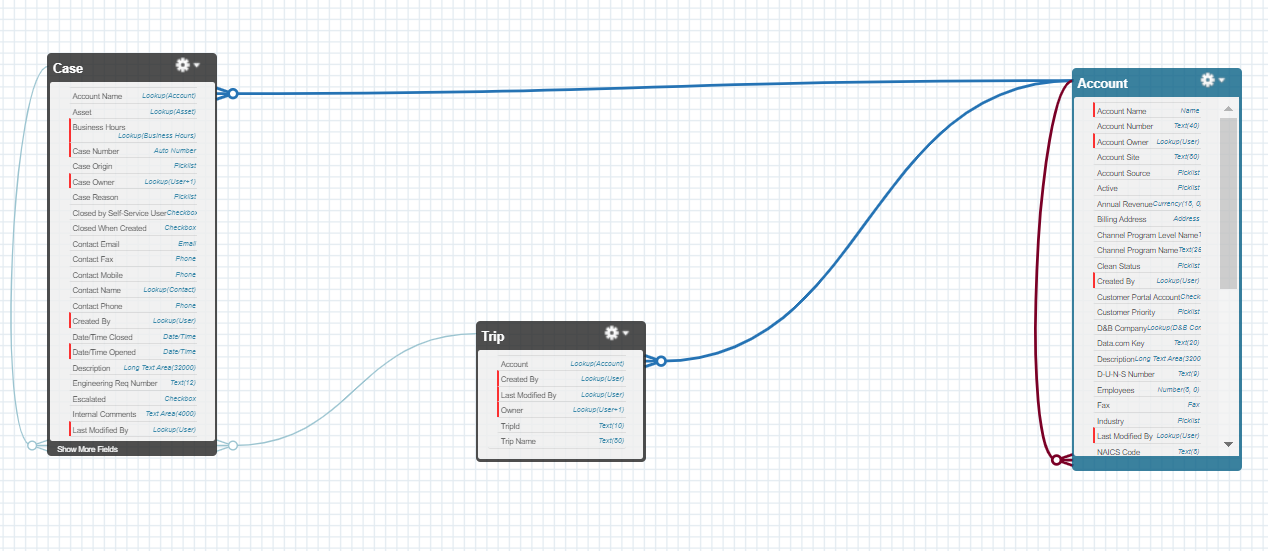 Case
Account Name Lookup(Account)
Asset Lookup(Asset)
Business Hours
Lookup(Business Hours)
Case Number Auto Number
Case Origin Picklist
Case Owner Lookup(User+1)
Case Reason Picklist
Closed by Self-Service User Checkbox
Closed When Created Checkbox
Contact Email Email
Contact Fax Phone
Contact Mobile Phone
Contact Name Lookup(Contact)
Contact Phone Phone
Created By Lookup(User)
Date/Time Closed Date/Time
Date/Time Opened Date/Time
Description Long Text Area(32000)
Engineering Req Number Text(12)
Escalated Checkbox
Internal Comments Text Area(4000)
Last Modified By Lookup(User)
Show More Fields
Trip
Account Lookup(Account)
Created By Lookup(User)
Last Modified By Lookup(User)
Owner Lookup(User+1)
TripId Text(10)
Trip Name Text(80)
Account
Account Name Name
Account Number Text(40)
Account Owner Lookup(User)
Account Site Text(80)
Account Source Picklist
Active Picklist
Annual Revenue Currency(18, 0)
Billing Address Address
Channel Program Level Name T
Channel Program Name Text(25
Clean Status Picklist
Created By Lookup(User)
Customer Portal Account Check
Customer Priority Picklist
D&B Company Lookup(D&B Con
Data.com Key Text(20)
Description Long Text Area(3200
D-U-N-S Number Text(9)
Employees Number(8, 0)
Fax Fax
Industry Picklist
Last Modified By Lookup(User)
NAICS Code Text(8)